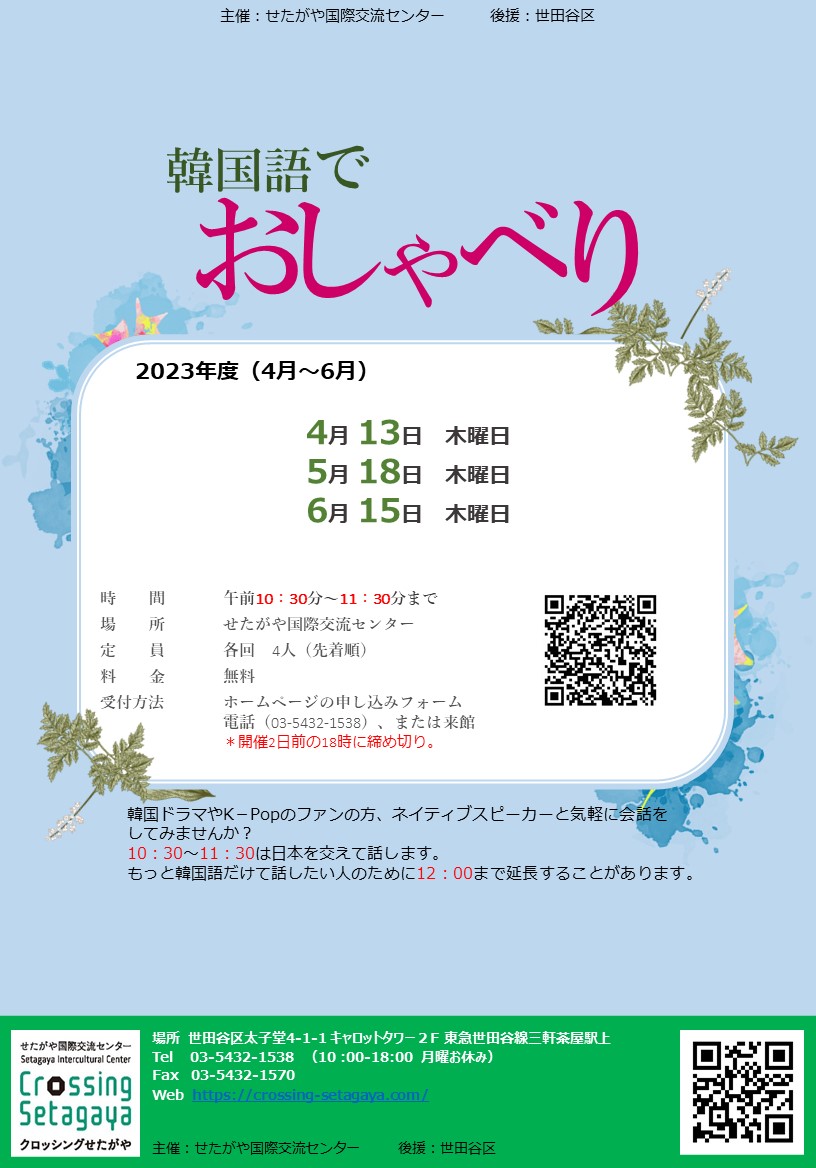 主催：せたがや国際交流センター　　後援：世田谷区
韓国語で
おしゃべり
2023年度（4月～6月）
4月 13日　木曜日
5月 18日　木曜日
6月 15日　木曜日
時　間　午前10：30分～11：30分まで
場　所　せたがや国際交流センター
定　員　各回　4人（先着順）
料　金　無料
受付方法　ホームページの申し込みフォーム
電話（03-5432-1538）、または来館
＊開催2日前の18時に締め切り。
韓国ドラマやK－Popのファンの方、ネイティブスピーカーと気軽に会話を
してみませんか？
10：30～11：30は日本を交えて話します。
もっと韓国語だけて話したい人のために12：00まで延長することがあります。
せたがや国際交流センター
Setagaya Intercultural Center
Crossing
Setagaya
クロッシングせたがや
場所 世田谷区太子堂4-1-1キャロットタワー２F 東急世田谷線三軒茶屋駅上
Tel 03-5432-1538 （10:00-18:00 月曜お休み）
Fax 03-5432-1570
Web https://crossing-setagaya.com/
主催：せたがや国際交流センター　　後援：世田谷区